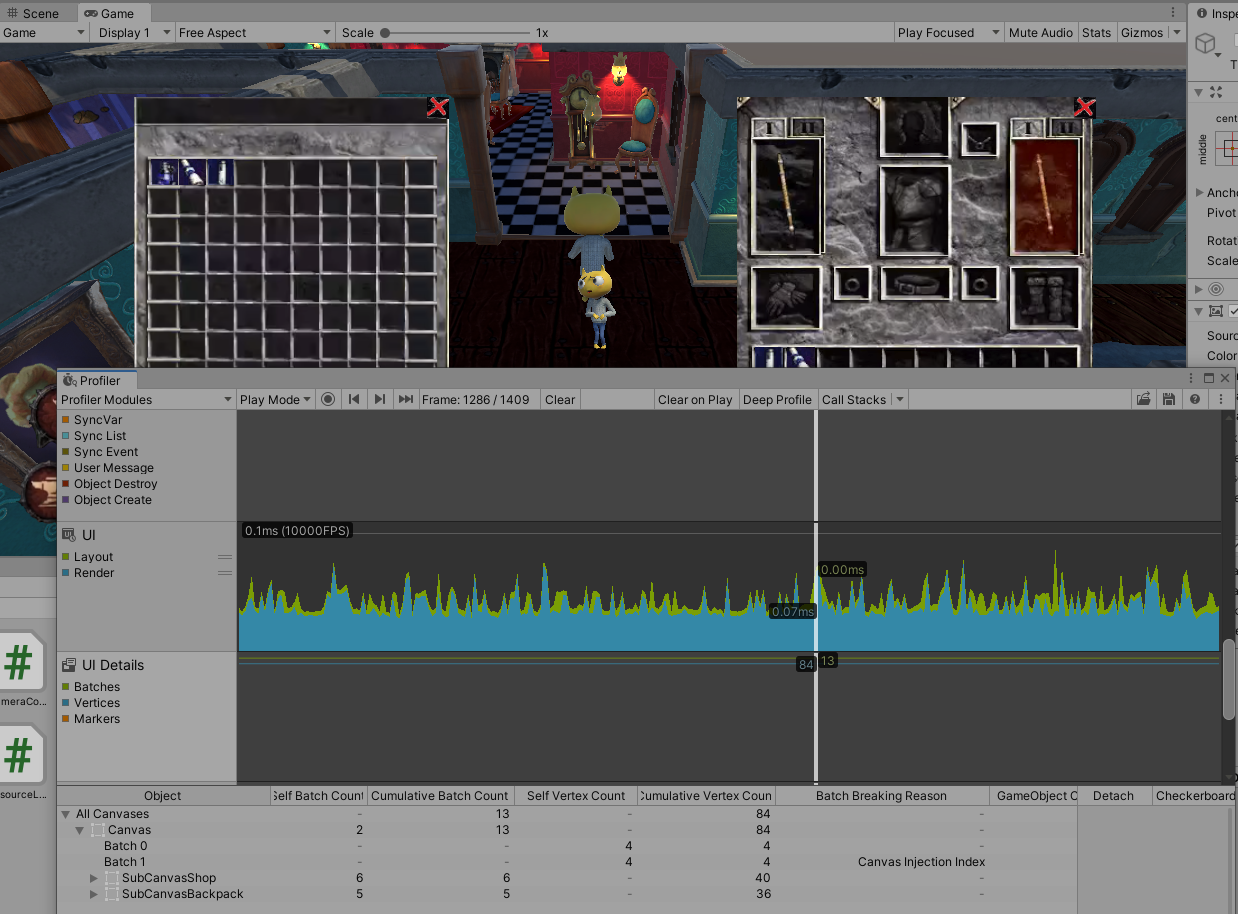 Scene Game
Game Display 1 Free Aspect Scale 1x Play Focused Mute Audio Stats Gizmos
Inspe
T
cent
middle
Ancho
Pivot
Rotat
Scale
Sourc
Color
I II I II
Profiler
Profiler Modules Play Mode Frame: 1286 / 1409 Clear Clear on Play Deep Profile Call Stacks
SyncVar
Sync List
Sync Event
User Message
Object Destroy
Object Create
UI
0.1ms (10000FPS)
Layout
Render
0.00ms
0.07ms
UI Details
84 13
Batches
Vertices
Markers
#
meraCo...
#
sourceL...
Object Self Batch Count Cumulative Batch Count Self Vertex Count Cumulative Vertex Coun Batch Breaking Reason GameObject C Detach Checkerboard
All Canvases - 13 - 84 -
Canvas 2 13 - 84 -
Batch 0 - - 4 4 -
Batch 1 - - 4 4 Canvas Injection Index
SubCanvasShop 6 6 - 40 -
SubCanvasBackpack 5 5 - 36 -